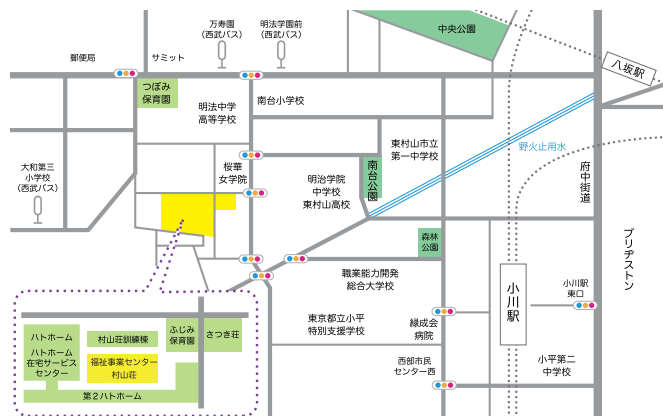 万寿園
(西武バス)
明法学園前
(西武バス)
中央公園
郵便局
サミット
八坂駅
つぼみ
保育園
明法中学
高等学校
南台小学校
東村山市立
第一中学校
野火止用水
大和第三
小学校
(西武バス)
桜華
女学院
明治学院
中学校
東村山高校
南台公園
府中街道
森林
公園
ブリヂストン
職業能力開発
総合大学校
小川駅
小川駅
東口
東京都立小平
特別支援学校
緑成会
病院
西部市民
センター西
小平第二
中学校
ハトホーム
ハトホーム
在宅サービス
センター
村山荘訓練棟
福祉事業センター
村山荘
ふじみ
保育園
さつき荘
第2ハトホーム